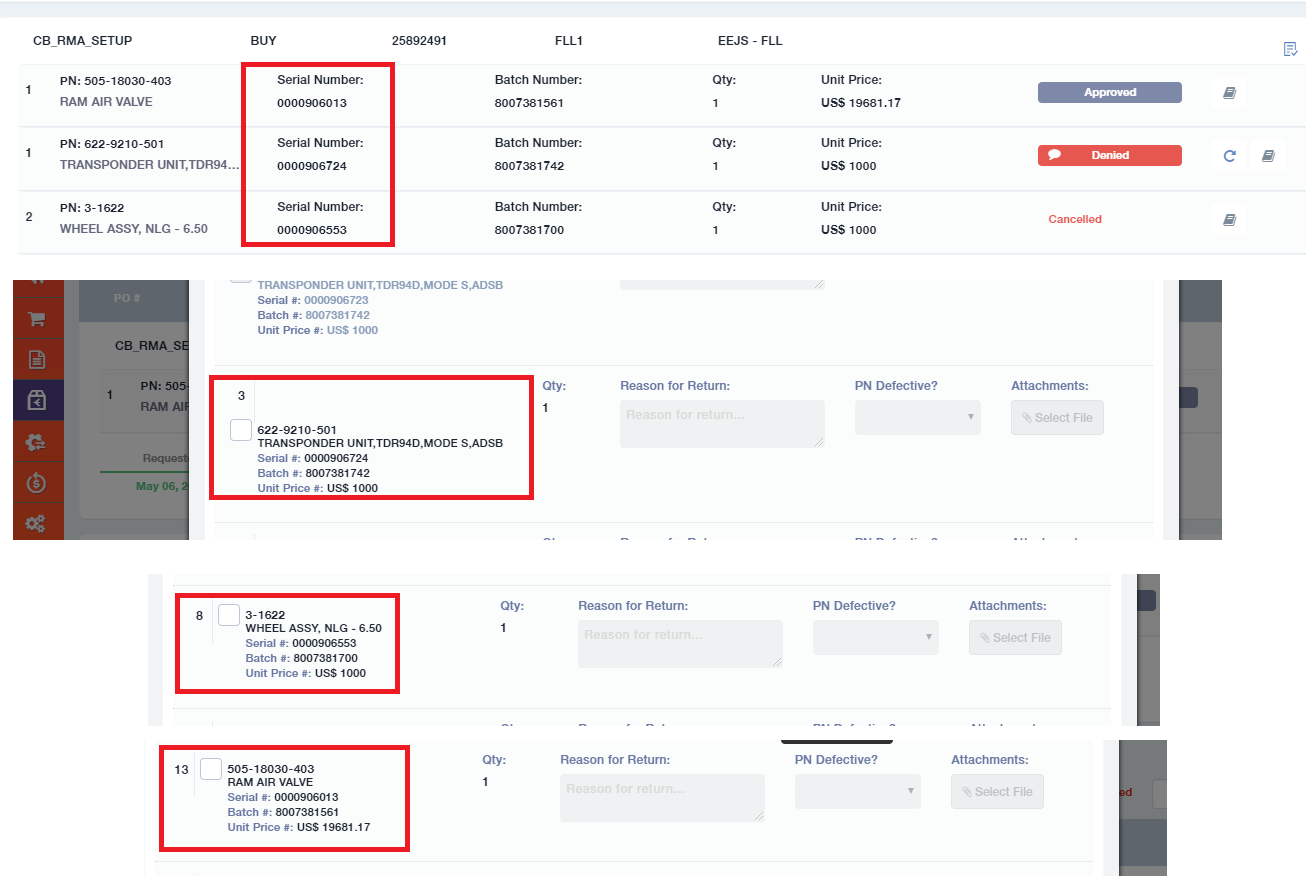 CB_RMA_SETUP BUY 25892491 FLL1 EEJS - FLL
1 PN: 505-18030-403 Serial Number: Batch Number: Qty: Unit Price: Approved
RAM AIR VALVE 0000906013 8007381561 1 US$ 19681.17
1 PN: 622-9210-501 Serial Number: Batch Number: Qty: Unit Price: Denied
TRANSPONDER UNIT,TDR94... 0000906724 8007381742 1 US$ 1000
2 PN: 3-1622 Serial Number: Batch Number: Qty: Unit Price: Cancelled
WHEEL ASSY, NLG - 6.50 0000906553 8007381700 1 US$ 1000
PO #
CB_RMA_SE
1 PN: 505-
RAM AIF
Requeste
May 06, 2
TRANSPONDER UNIT,TDR94D,MODE S,ADSB
Serial #: 0000906723
Batch #: 8007381742
Unit Price #: US$ 1000
3 Qty: Reason for Return: PN Defective? Attachments:
1 Reason for return... Select File
622-9210-501
TRANSPONDER UNIT,TDR94D,MODE S,ADSB
Serial #: 0000906724
Batch #: 8007381742
Unit Price #: US$ 1000
8 3-1622 Qty: Reason for Return: PN Defective? Attachments:
WHEEL ASSY, NLG - 6.50 1 Reason for return... Select File
Serial #: 0000906553
Batch #: 8007381700
Unit Price #: US$ 1000
13 505-18030-403 Qty: Reason for Return: PN Defective? Attachments:
RAM AIR VALVE 1 Reason for return... Select File
Serial #: 0000906013
Batch #: 8007381561
Unit Price #: US$ 19681.17
ed